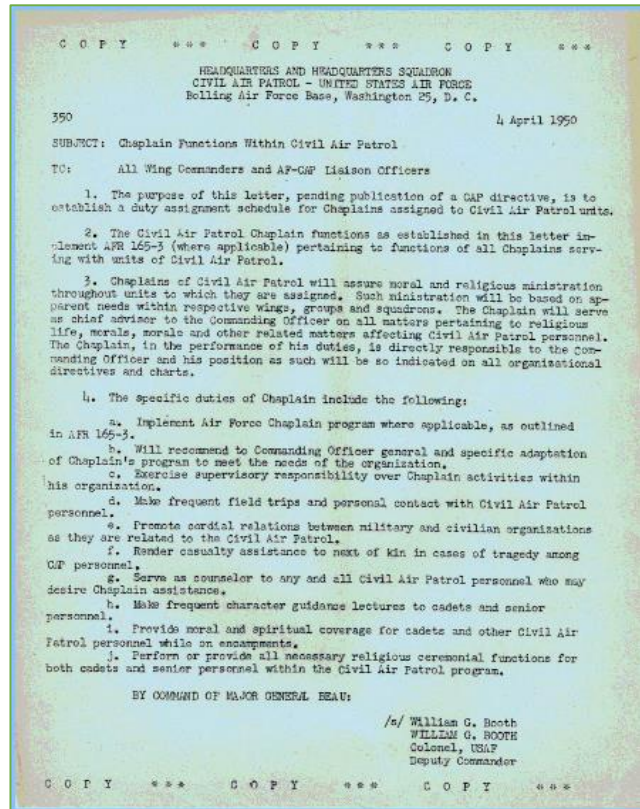 C O P Y   ***   C O P Y   ***   C O P Y   ***
HEADQUARTERS AND HEADQUARTERS SQUADRON
CIVIL AIR PATROL - UNITED STATES AIR FORCE
Bolling Air Force Base, Washington 25, D. C.
350   4 April 1950
SUBJECT: Chaplain Functions Within Civil Air Patrol
TO: All Wing Commanders and AF-CAP Liaison Officers
1. The purpose of this letter, pending publication of a CAP directive, is to
establish a duty assignment schedule for Chaplains assigned to Civil Air Patrol units.
2. The Civil Air Patrol Chaplain functions as established in this letter im-
plement AFR 165-3 (where applicable) pertaining to functions of all Chaplains serv-
ing with units of Civil Air Patrol.
3. Chaplains of Civil Air Patrol will assure moral and religious ministration
throughout units to which they are assigned. Such ministration will be based on ap-
parent needs within respective wings, groups and squadrons. The Chaplain will serve
as chief advisor to the Commanding Officer on all matters pertaining to religious
life, morals, morale and other related matters affecting Civil Air Patrol personnel.
The Chaplain, in the performance of his duties, is directly responsible to the Com-
manding Officer and his position as such will be so indicated on all organizational
directives and charts.
4. The specific duties of Chaplain include the following:
a. Implement Air Force Chaplain program where applicable, as outlined
in AFR 165-3.
b. Will recommend to Commanding Officer general and specific adaptation
of Chaplain's program to meet the needs of the organization.
c. Exercise supervisory responsibility over Chaplain activities within
his organization.
d. Make frequent field trips and personal contact with Civil Air Patrol
personnel.
e. Promote cordial relations between military and civilian organizations
as they are related to the Civil Air Patrol.
f. Render casualty assistance to next of kin in cases of tragedy among
CAP personnel.
g. Serve as counselor to any and all Civil Air Patrol personnel who may
desire Chaplain assistance.
h. Make frequent character guidance lectures to cadets and senior
personnel.
i. Provide moral and spiritual coverage for cadets and other Civil Air
Patrol personnel while on encampments.
j. Perform or provide all necessary religious ceremonial functions for
both cadets and senior personnel within the Civil Air Patrol program.
BY COMMAND OF MAJOR GENERAL BEAU:
/s/ William G. Booth
WILLIAM G. BOOTH
Colonel, USAF
Deputy Commander
C O P Y   ***   C O P Y   ***   C O P Y   ***